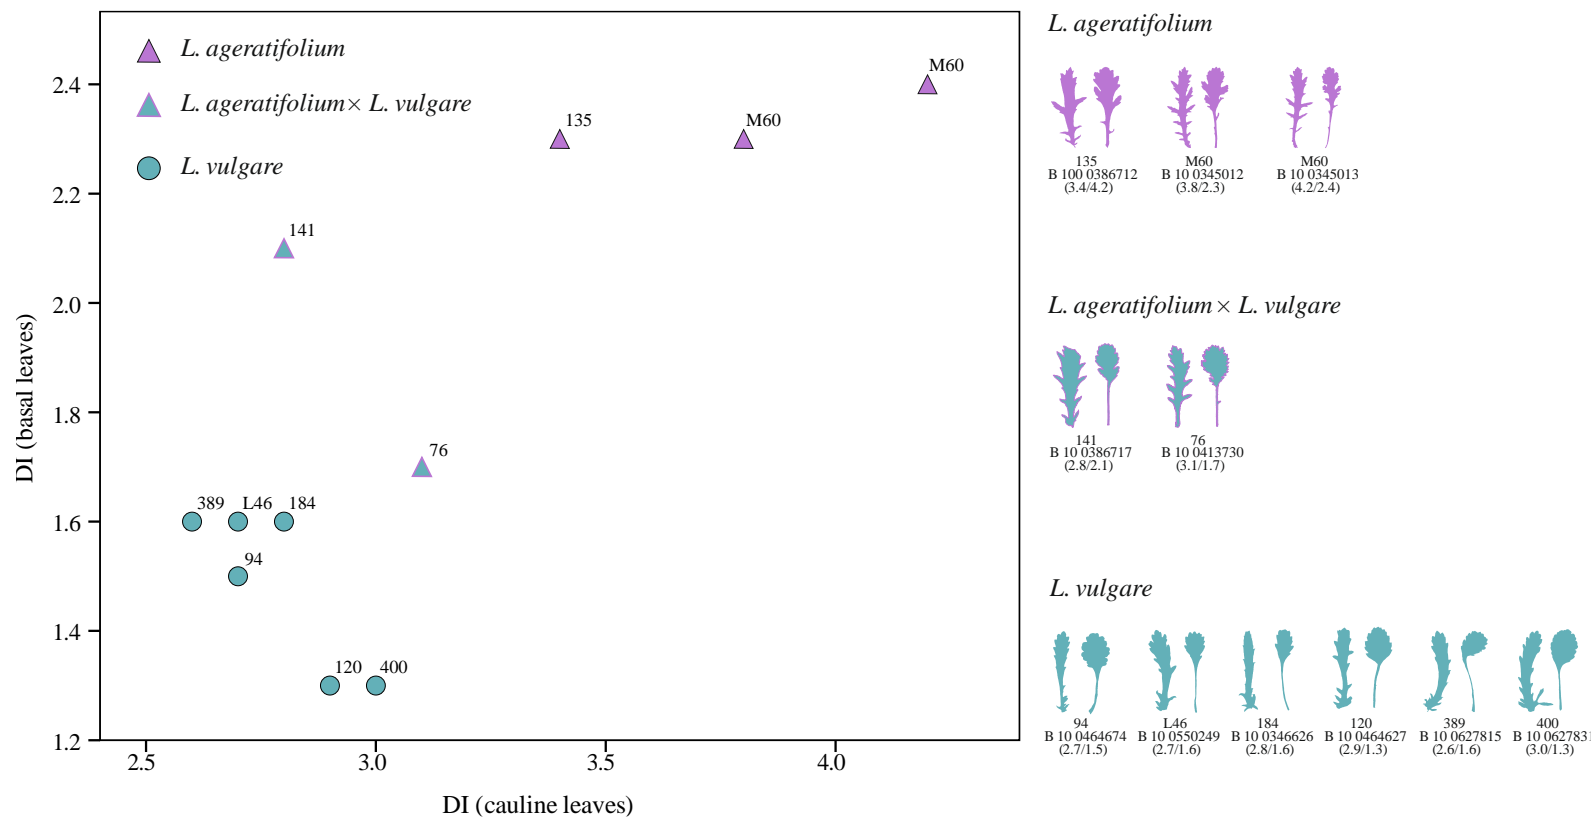 L. ageratifolium
L. ageratifolium × L. vulgare
L. vulgare
M60
135
M60
141
76
389
L46
184
94
120
400
2.4
2.2
2.0
1.8
1.6
1.4
1.2
2.5
3.0
3.5
4.0
DI (basal leaves)
DI (cauline leaves)
L. ageratifolium
135
B 100 0386712
(3.4/4.2)
M60
B 10 0345012
(3.8/2.3)
M60
B 10 0345013
(4.2/2.4)
L. ageratifolium × L. vulgare
141
B 10 0386717
(2.8/2.1)
76
B 10 0413730
(3.1/1.7)
L. vulgare
94
B 10 0464674
(2.7/1.5)
L46
B 10 0550249
(2.7/1.6)
184
B 10 0346626
(2.8/1.6)
120
B 10 0464627
(2.9/1.3)
389
B 10 0627815
(2.6/1.6)
400
B 10 0627831
(3.0/1.3)